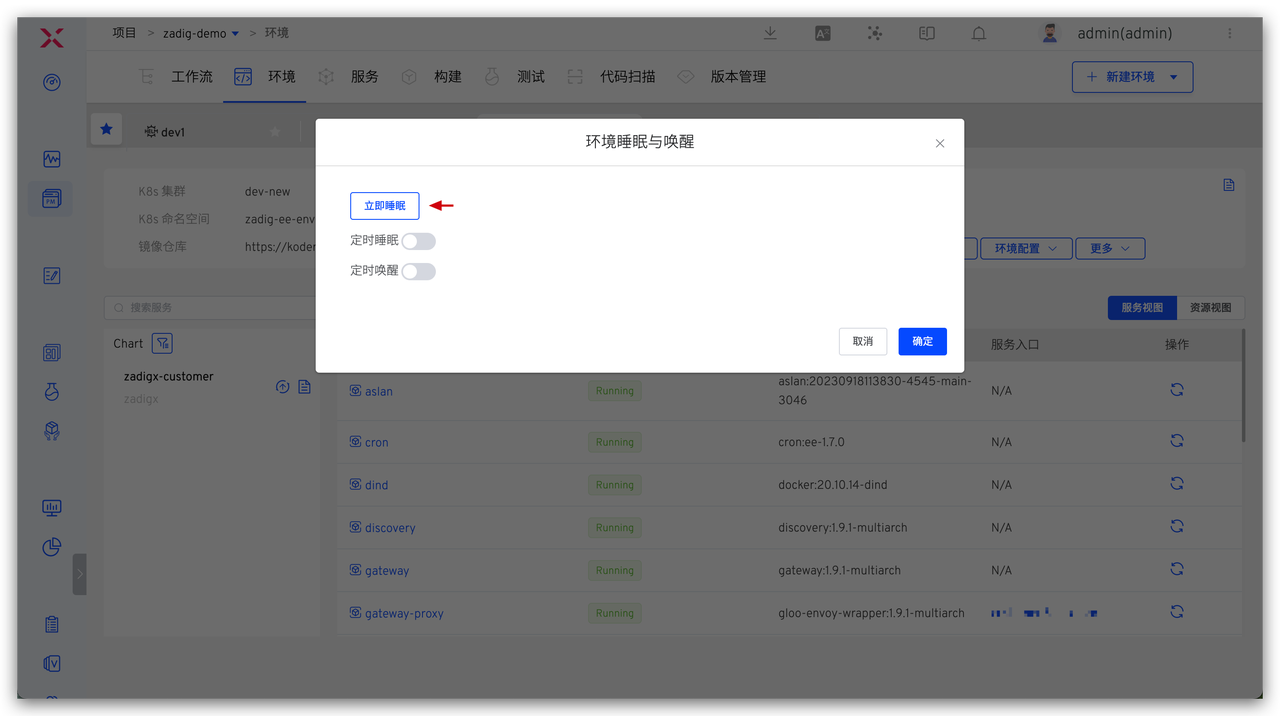 项目 > zadig-demo > 环境
admin(admin)
工作流 环境 服务 构建 测试 代码扫描 版本管理
+ 新建环境
dev1
环境睡眠与唤醒
立即睡眠
定时睡眠
定时唤醒
取消 确定
K8s 集群 dev-new
K8s 命名空间 zadig-ee-env
镜像仓库
环境配置 更多
搜索服务
服务视图 资源视图
Chart
服务入口 操作
zadigx-customer
zadigx
aslan Running aslan:20230918113830-4545-main-
3046 N/A
cron Running cron:ee-1.7.0 N/A
dind Running docker:20.10.14-dind N/A
discovery Running discovery:1.9.1-multiarch N/A
gateway Running gateway:1.9.1-multiarch N/A
gateway-proxy Running gloo-envoy-wrapper:1.9.1-multiarch